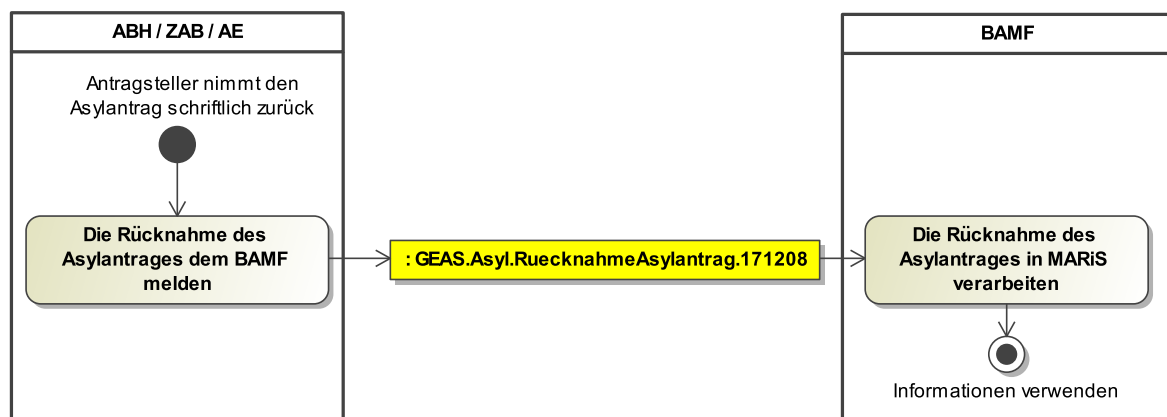 ABH / ZAB / AE
Antragsteller nimmt den
Asylantrag schriftlich zurück
Die Rücknahme des
Asylantrages dem BAMF
melden
: GEAS.Asyl.RuecknahmeAsylantrag.171208
BAMF
Die Rücknahme des
Asylantrages in MARiS
verarbeiten
Informationen verwenden